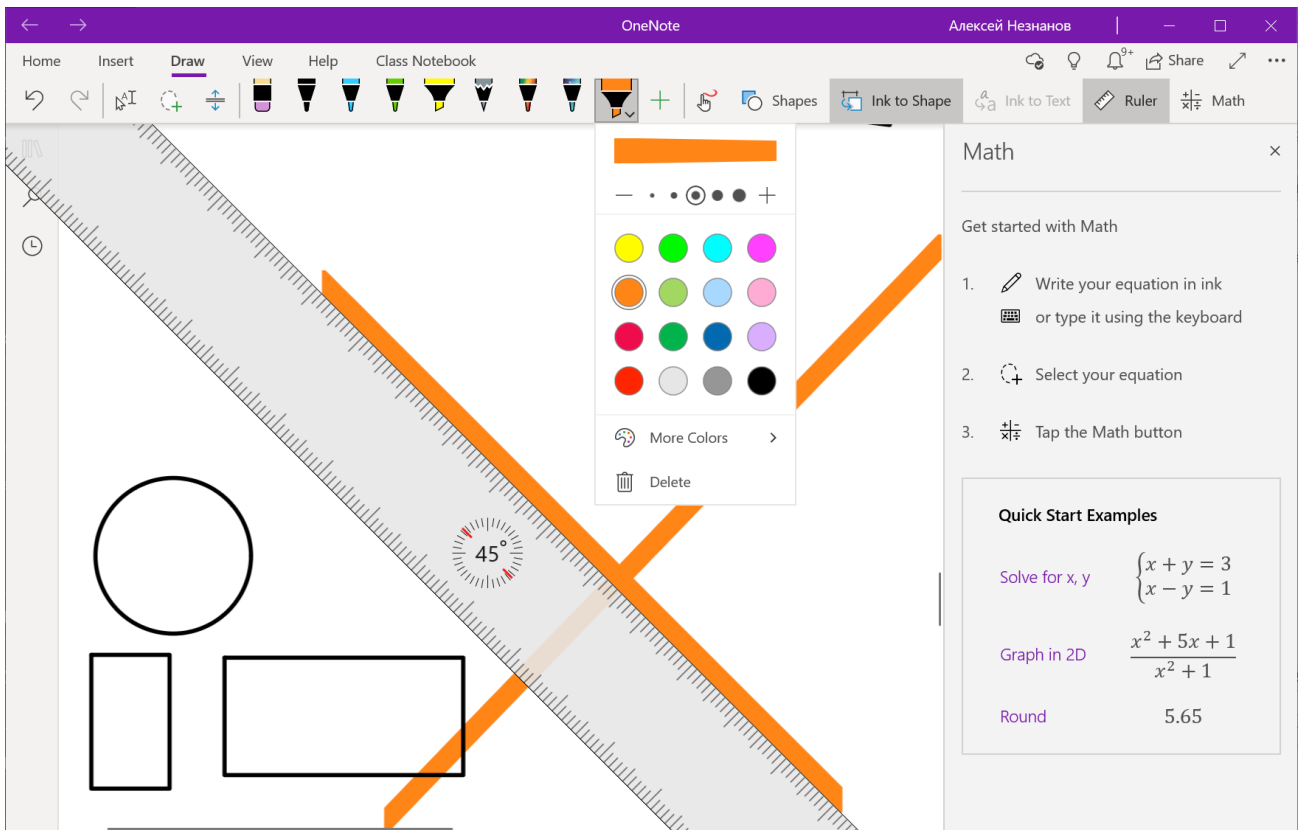 OneNote
Алексей Незнанов
Home Insert Draw View Help Class Notebook
9+ Share
Shapes Ink to Shape Ink to Text Ruler Math
Math
Get started with Math
1. Write your equation in ink
or type it using the keyboard
2. Select your equation
3. Tap the Math button
More Colors
Delete
45°
Quick Start Examples
Solve for x, y
x + y = 3
x − y = 1
Graph in 2D
x² + 5x + 1
x² + 1
Round 5.65